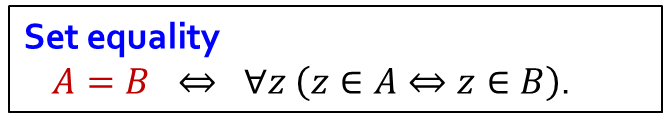 Set equality
A = B ⇔ ∀z (z ∈ A ⇔ z ∈ B).